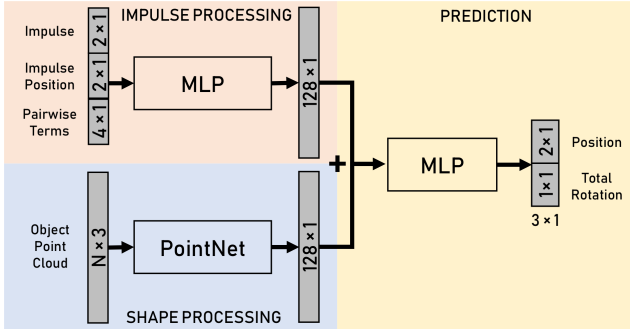 IMPULSE PROCESSING
Impulse
2×1
Impulse
Position
2×1
Pairwise
Terms
4×1
MLP
128×1
SHAPE PROCESSING
Object
Point
Cloud
N×3
PointNet
128×1
+
PREDICTION
MLP
2×1
Position
1×1
Total
Rotation
3×1